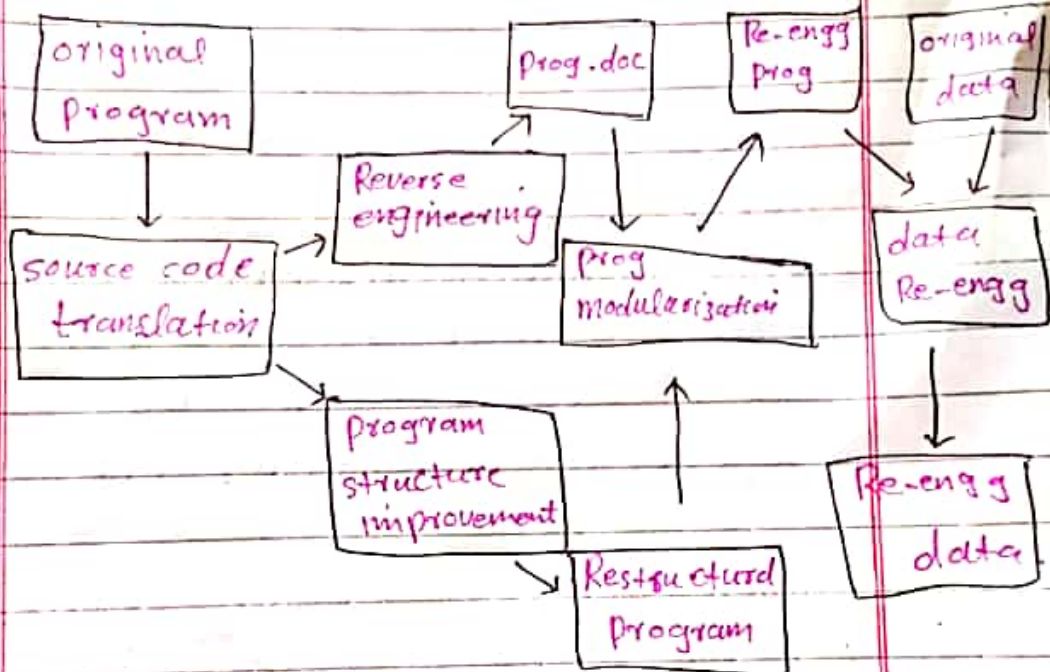 original
program
prog.doc
Re-engg
prog
original
data
Reverse
engineering
source code
translation
prog
modularization
data
Re-engg
program
structure
improvement
Re-engg
data
Restructurd
program